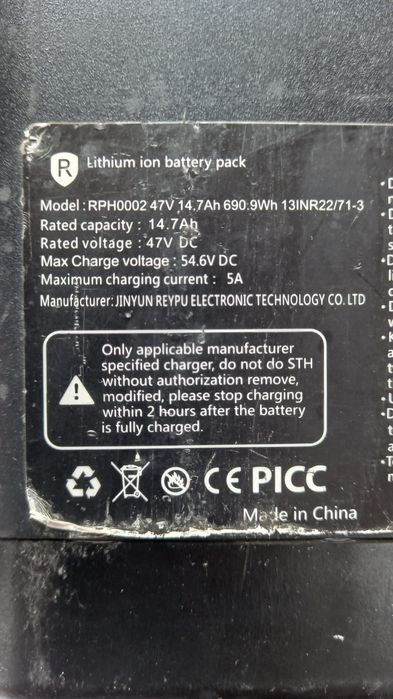 R Lithium ion battery pack
Model : RPH0002 47V 14.7Ah 690.9Wh 13INR22/71-3
Rated capacity : 14.7Ah
Rated voltage : 47V DC
Max Charge voltage : 54.6V DC
Maximum charging current : 5A
Manufacturer: JINYUN REYPU ELECTRONIC TECHNOLOGY CO. LTD
Only applicable manufacturer
specified charger, do not do STH
without authorization remove,
modified, please stop charging
within 2 hours after the battery
is fully charged.
CE PICC
Made in China